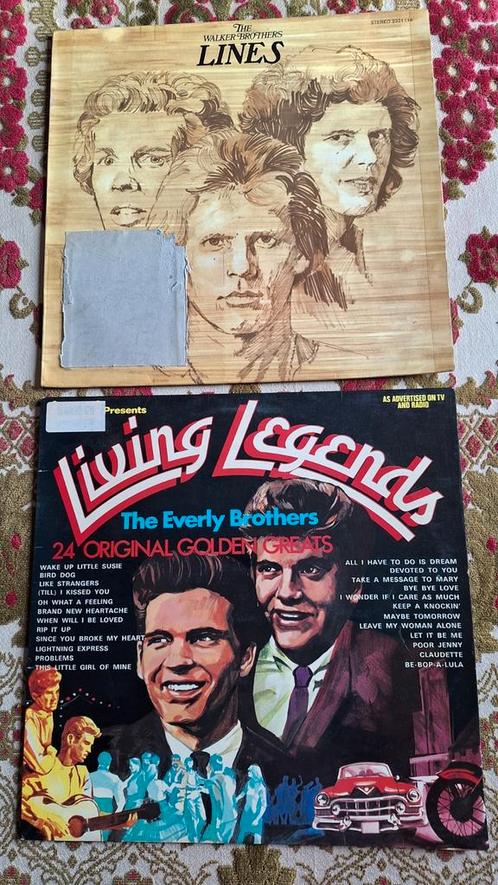 THE
WALKER BROTHERS
LINES
STEREO 2321 116
Presents
AS ADVERTISED ON TV
AND RADIO
Living Legends
The Everly Brothers
24 ORIGINAL GOLDEN GREATS
WAKE UP LITTLE SUSIE
BIRD DOG
LIKE STRANGERS
(TILL) I KISSED YOU
OH WHAT A FEELING
BRAND NEW HEARTACHE
WHEN WILL I BE LOVED
RIP IT UP
SINCE YOU BROKE MY HEART
LIGHTNING EXPRESS
PROBLEMS
THIS LITTLE GIRL OF MINE
ALL I HAVE TO DO IS DREAM
DEVOTED TO YOU
TAKE A MESSAGE TO MARY
BYE BYE LOVE
I WONDER IF I CARE AS MUCH
KEEP A KNOCKIN'
MAYBE TOMORROW
LEAVE MY WOMAN ALONE
LET IT BE ME
POOR JENNY
CLAUDETTE
BE-BOP-A-LULA